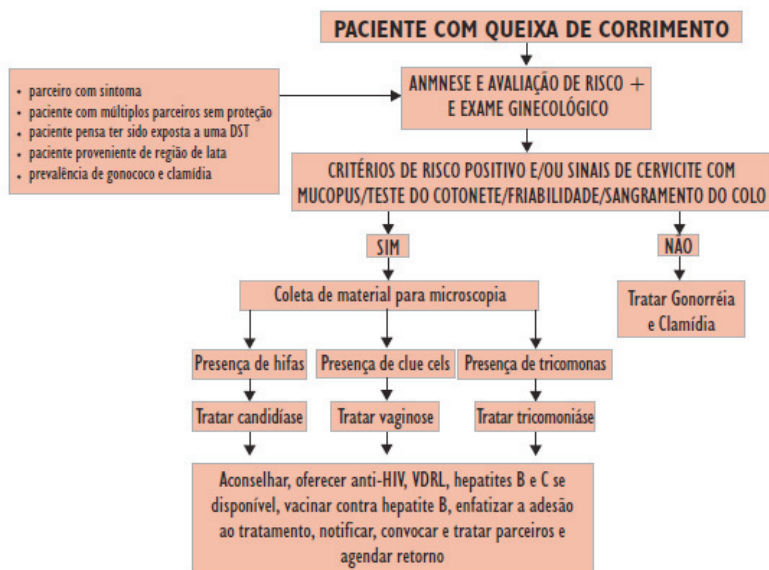 PACIENTE COM QUEIXA DE CORRIMENTO
• parceiro com sintoma
• paciente com múltiplos parceiros sem proteção
• paciente pensa ter sido exposta a uma DST
• paciente proveniente de região de lata
• prevalência de gonococo e clamídia
ANMNESE E AVALIAÇÃO DE RISCO +
E EXAME GINECOLÓGICO
CRITÉRIOS DE RISCO POSITIVO E/OU SINAIS DE CERVICITE COM
MUCOPUS/TESTE DO COTONETE/FRIABILIDADE/SANGRAMENTO DO COLO
SIM
NÃO
Coleta de material para microscopia
Tratar Gonorréia
e Clamídia
Presença de hifas
Presença de clue cels
Presença de tricomonas
Tratar candidíase
Tratar vaginose
Tratar tricomoniáse
Aconselhar, oferecer anti-HIV, VDRL, hepatites B e C se
disponível, vacinar contra hepatite B, enfatizar a adesão
ao tratamento, notificar, convocar e tratar parceiros e
agendar retorno